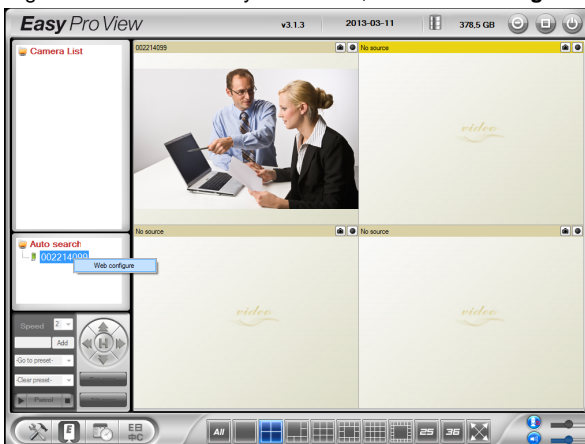 Easy Pro View v3.1.3 2013-03-11 378,5 GB
Camera List
002214099
No source
video
Auto search
002214099
Web configure
No source
No source
video
video
Speed 2
Add
-Go to preset-
-Clear preset-
H
Patrol
All
25 36